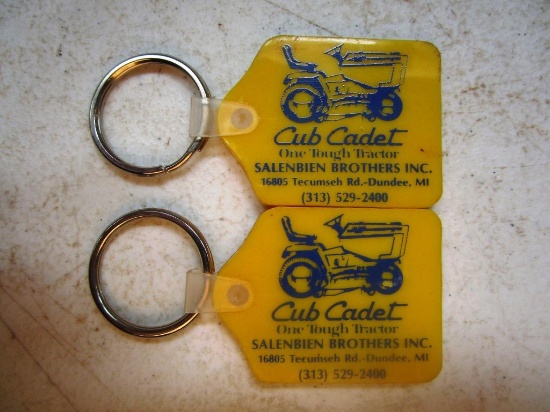 Cub Cadet
One Tough Tractor
SALENBIEN BROTHERS INC.
16805 Tecumseh Rd.-Dundee, MI
(313) 529-2400
Cub Cadet
One Tough Tractor
SALENBIEN BROTHERS INC.
16805 Tecumseh Rd.-Dundee, MI
(313) 529-2400